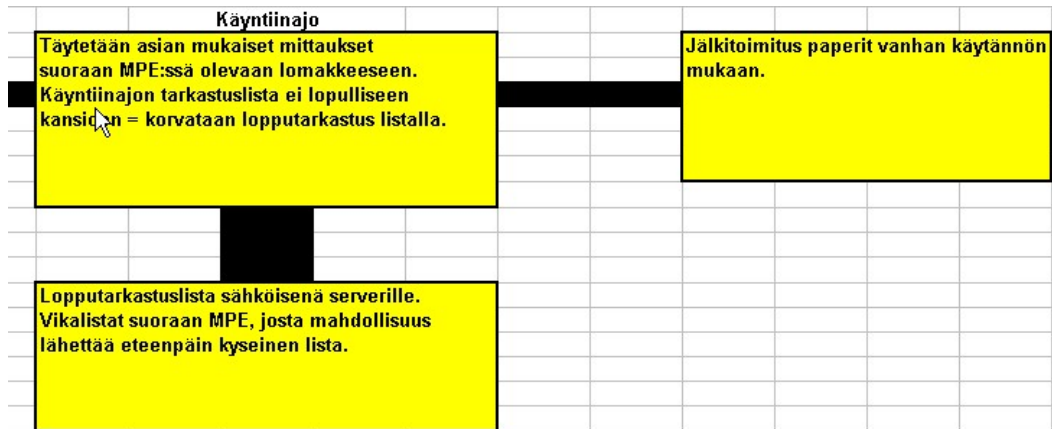 Käyntiinajo
Täytetään asian mukaiset mittaukset
suoraan MPE:ssä olevaan lomakkeeseen.
Käyntiinajon tarkastuslista ei lopulliseen
kansioon = korvataan lopputarkastus listalla.
Jälkitoimitus paperit vanhan käytännön
mukaan.
Lopputarkastuslista sähköisenä serverille.
Vikalistat suoraan MPE, josta mahdollisuus
lähettää eteenpäin kyseinen lista.